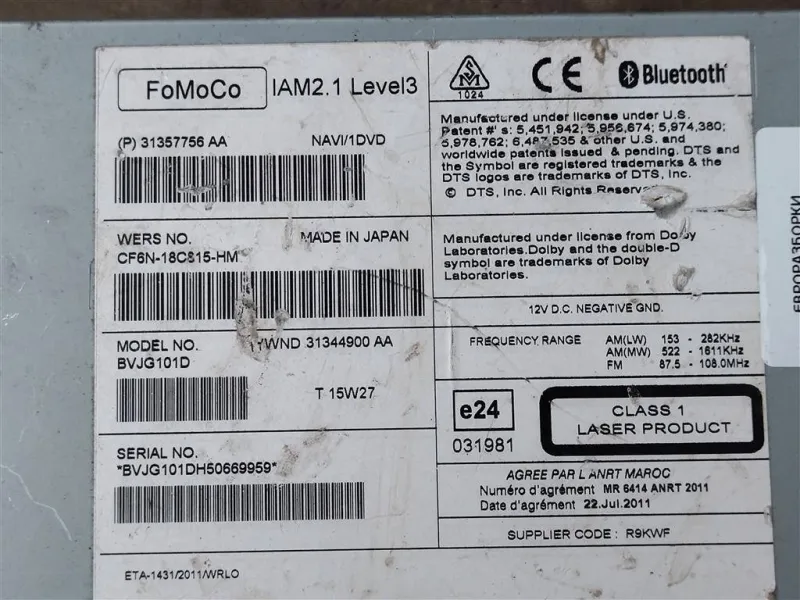 FoMoCo IAM2.1 Level3
(P) 31357756 AA NAVI/1DVD
WERS NO. MADE IN JAPAN
CF6N-18C815-HM
MODEL NO. YWND 31344900 AA
BVJG101D
T 15W27
SERIAL NO.
*BVJG101DH50669959*
ETA-1431/2011/WRLO
1024
CE Bluetooth
Manufactured under license under U.S.
Patent #'s: 5,451,942; 5,956,674; 5,974,380;
5,978,762; 6,487,535 & other U.S. and
worldwide patents issued & pending. DTS and
the Symbol are registered trademarks & the
DTS logos are trademarks of DTS, Inc.
© DTS, Inc. All Rights Reserved
Manufactured under license from Dolby
Laboratories.Dolby and the double-D
symbol are trademarks of Dolby
Laboratories.
12V D.C. NEGATIVE GND.
FREQUENCY RANGE AM(LW) 153 - 282KHz
AM(MW) 522 - 1611KHz
FM 87.5 - 108.0MHz
e24
031981
CLASS 1
LASER PRODUCT
AGREE PAR L'ANRT MAROC
Numéro d'agrément MR 6414 ANRT 2011
Date d'agrément 22.Jul.2011
SUPPLIER CODE : R9KWF
ЕВРОРАЗБОРКИ